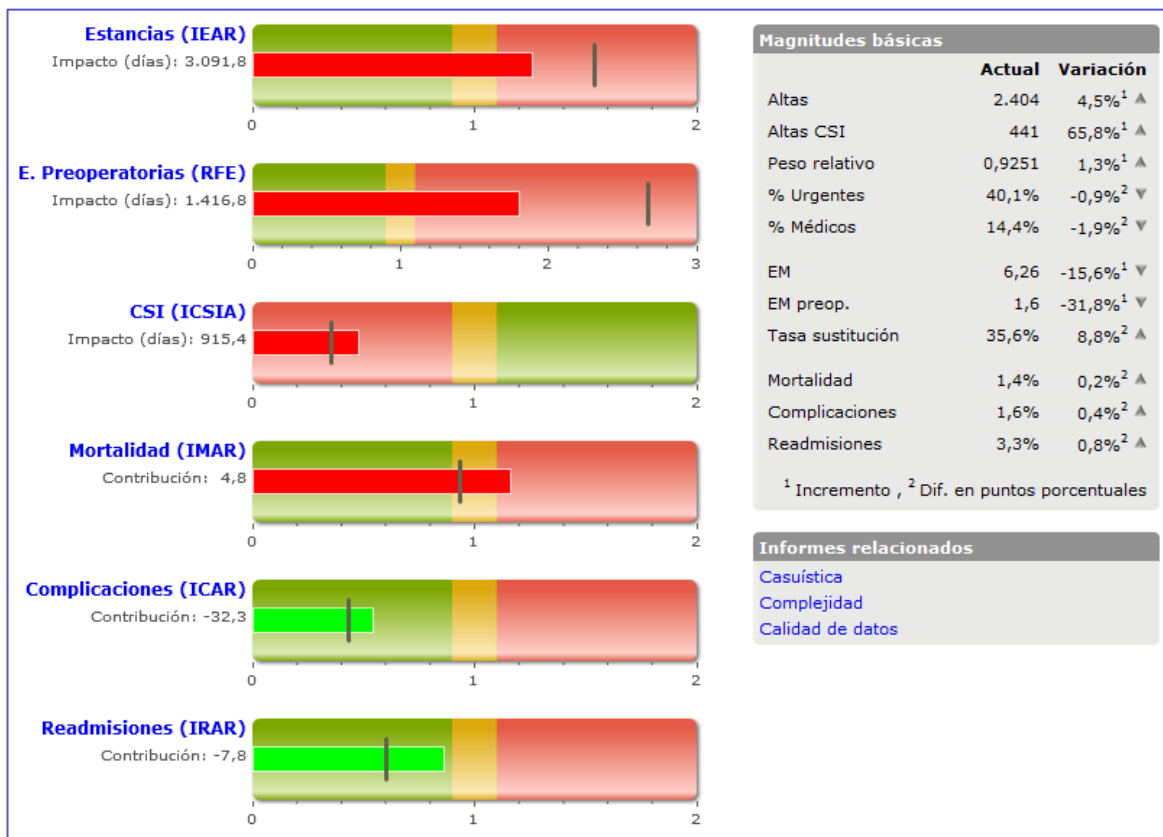 Estancias (IEAR)
Impacto (días): 3.091,8
0 1 2
E. Preoperatorias (RFE)
Impacto (días): 1.416,8
0 1 2 3
CSI (ICSIA)
Impacto (días): 915,4
0 1 2
Mortalidad (IMAR)
Contribución: 4,8
0 1 2
Complicaciones (ICAR)
Contribución: -32,3
0 1 2
Readmisiones (IRAR)
Contribución: -7,8
0 1 2
Magnitudes básicas
Actual Variación
Altas 2.404 4,5%¹ ▲
Altas CSI 441 65,8%¹ ▲
Peso relativo 0,9251 1,3%¹ ▲
% Urgentes 40,1% -0,9%² ▼
% Médicos 14,4% -1,9%² ▼
EM 6,26 -15,6%¹ ▼
EM preop. 1,6 -31,8%¹ ▼
Tasa sustitución 35,6% 8,8%² ▲
Mortalidad 1,4% 0,2%² ▲
Complicaciones 1,6% 0,4%² ▲
Readmisiones 3,3% 0,8%² ▲
¹ Incremento , ² Dif. en puntos porcentuales
Informes relacionados
Casuística
Complejidad
Calidad de datos